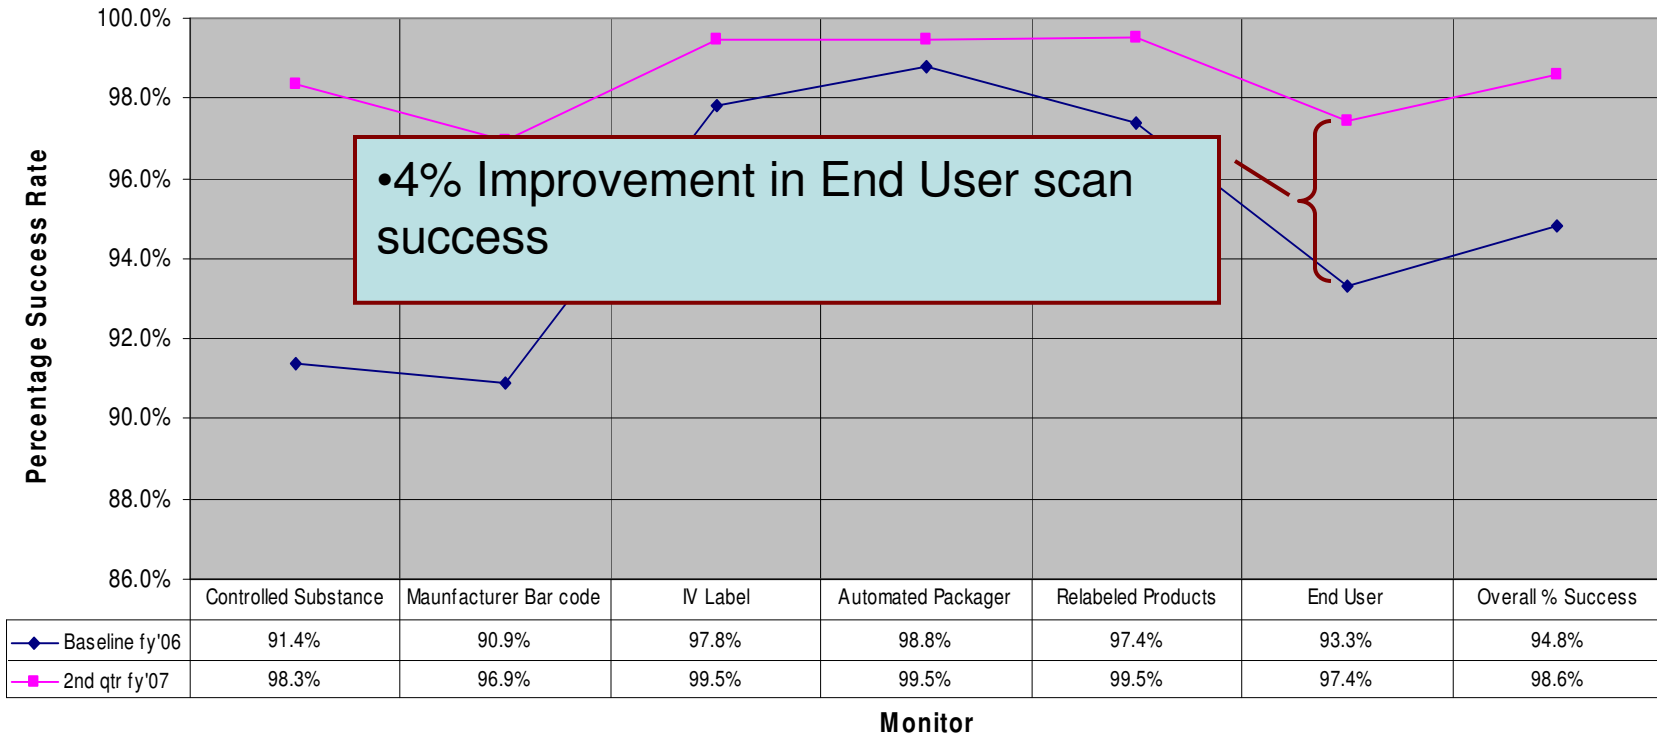 100.0%
98.0%
96.0%
94.0%
92.0%
90.0%
88.0%
86.0%
Percentage Success Rate
•4% Improvement in End User scan
success
Controlled Substance Maunfacturer Bar code IV Label Automated Packager Relabeled Products End User Overall % Success
Baseline fy'06 91.4% 90.9% 97.8% 98.8% 97.4% 93.3% 94.8%
2nd qtr fy'07 98.3% 96.9% 99.5% 99.5% 99.5% 97.4% 98.6%
Monitor